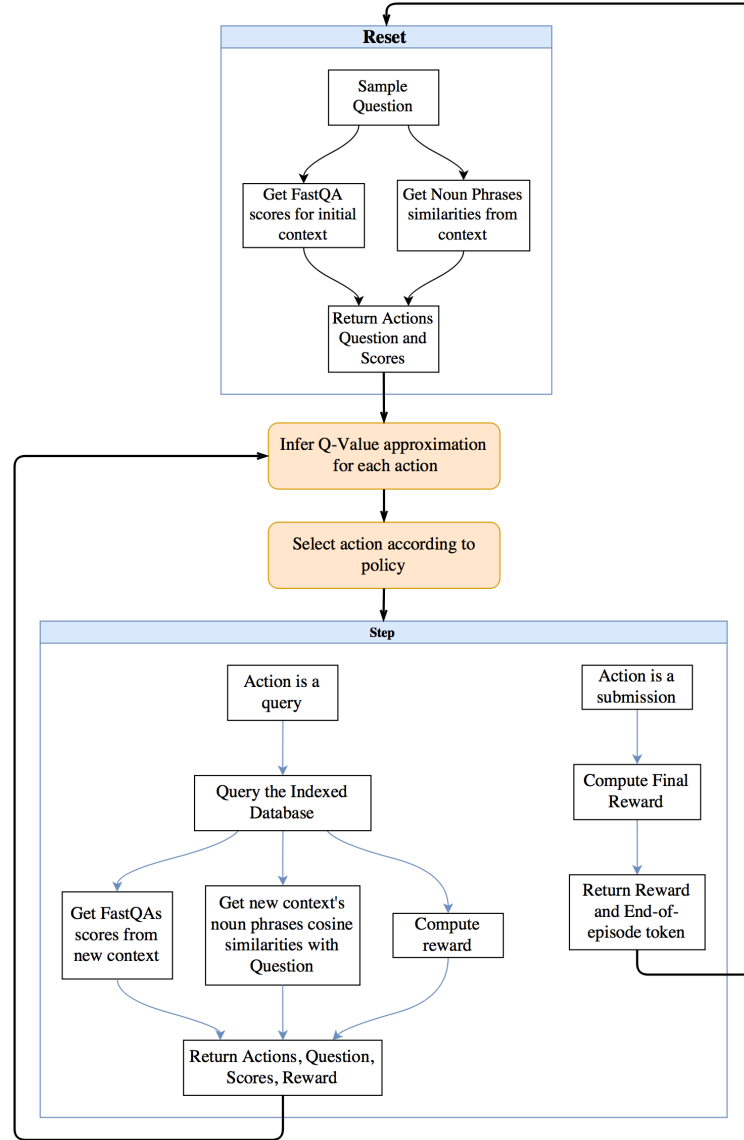 Reset
Sample
Question
Get FastQA
scores for initial
context
Get Noun Phrases
similarities from
context
Return Actions
Question and
Scores
Infer Q-Value approximation
for each action
Select action according to
policy
Step
Action is a
query
Action is a
submission
Query the Indexed
Database
Compute Final
Reward
Get FastQAs
scores from
new context
Get new context's
noun phrases cosine
similarities with
Question
Compute
reward
Return Reward
and End-of-
episode token
Return Actions, Question,
Scores, Reward